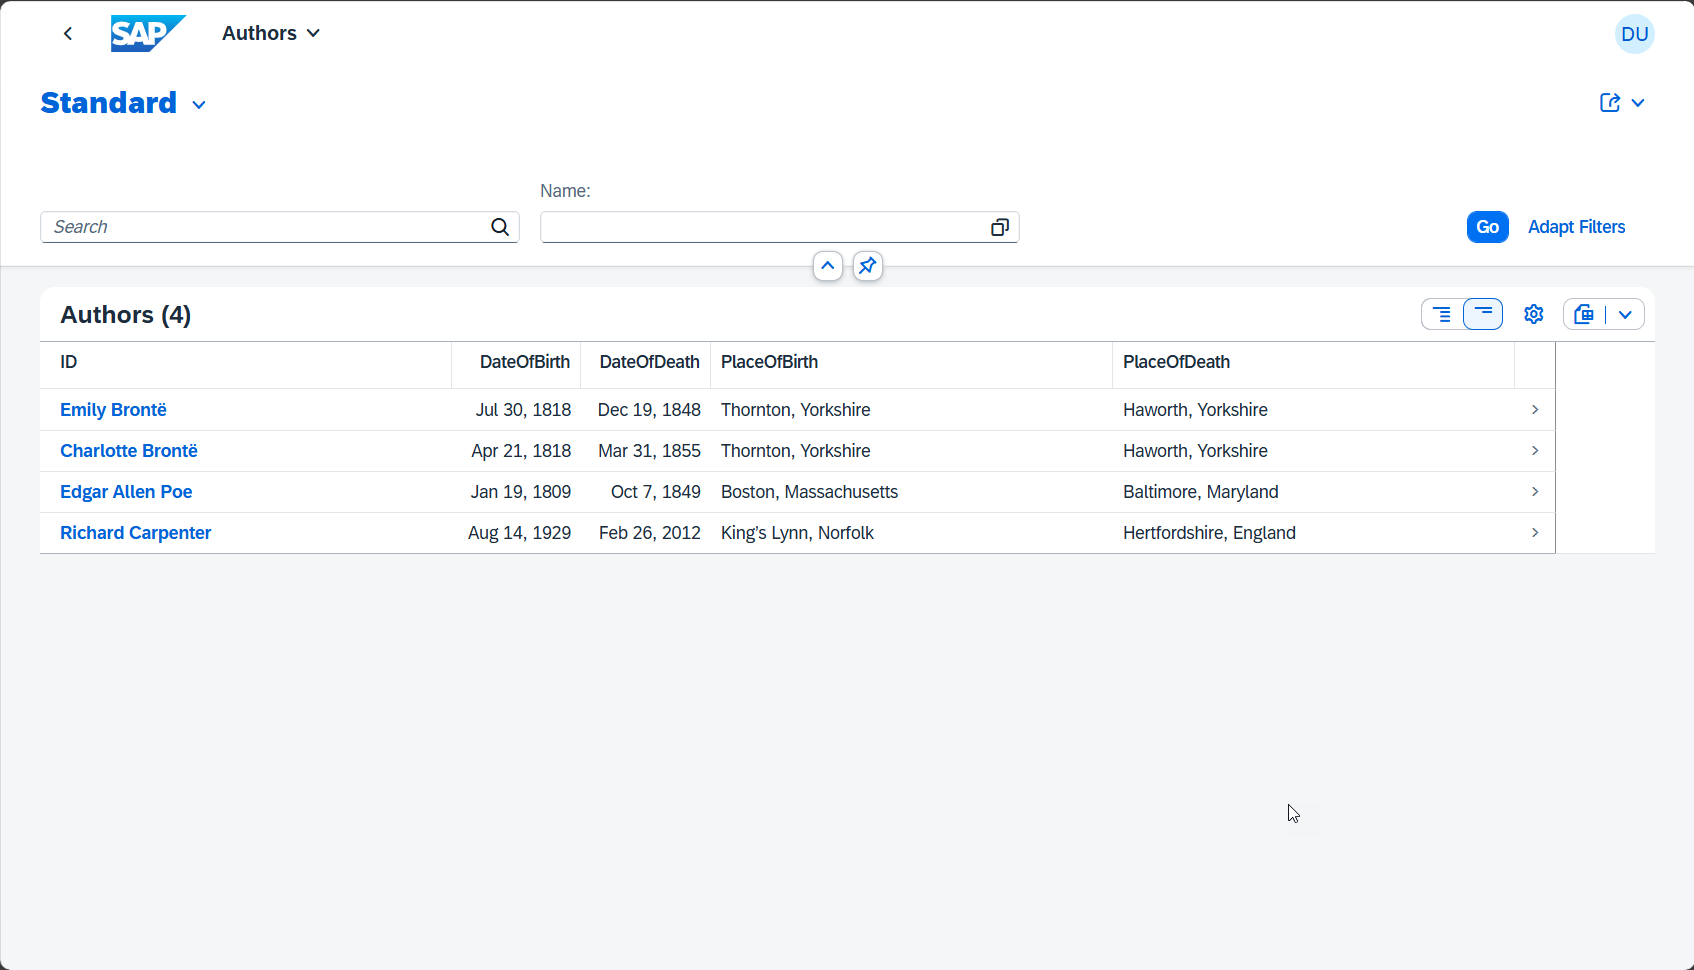 SAP
Authors
DU
Standard
Name:
Search
Go
Adapt Filters
Authors (4)
ID DateOfBirth DateOfDeath PlaceOfBirth PlaceOfDeath
Emily Brontë Jul 30, 1818 Dec 19, 1848 Thornton, Yorkshire Haworth, Yorkshire
Charlotte Brontë Apr 21, 1818 Mar 31, 1855 Thornton, Yorkshire Haworth, Yorkshire
Edgar Allen Poe Jan 19, 1809 Oct 7, 1849 Boston, Massachusetts Baltimore, Maryland
Richard Carpenter Aug 14, 1929 Feb 26, 2012 King’s Lynn, Norfolk Hertfordshire, England